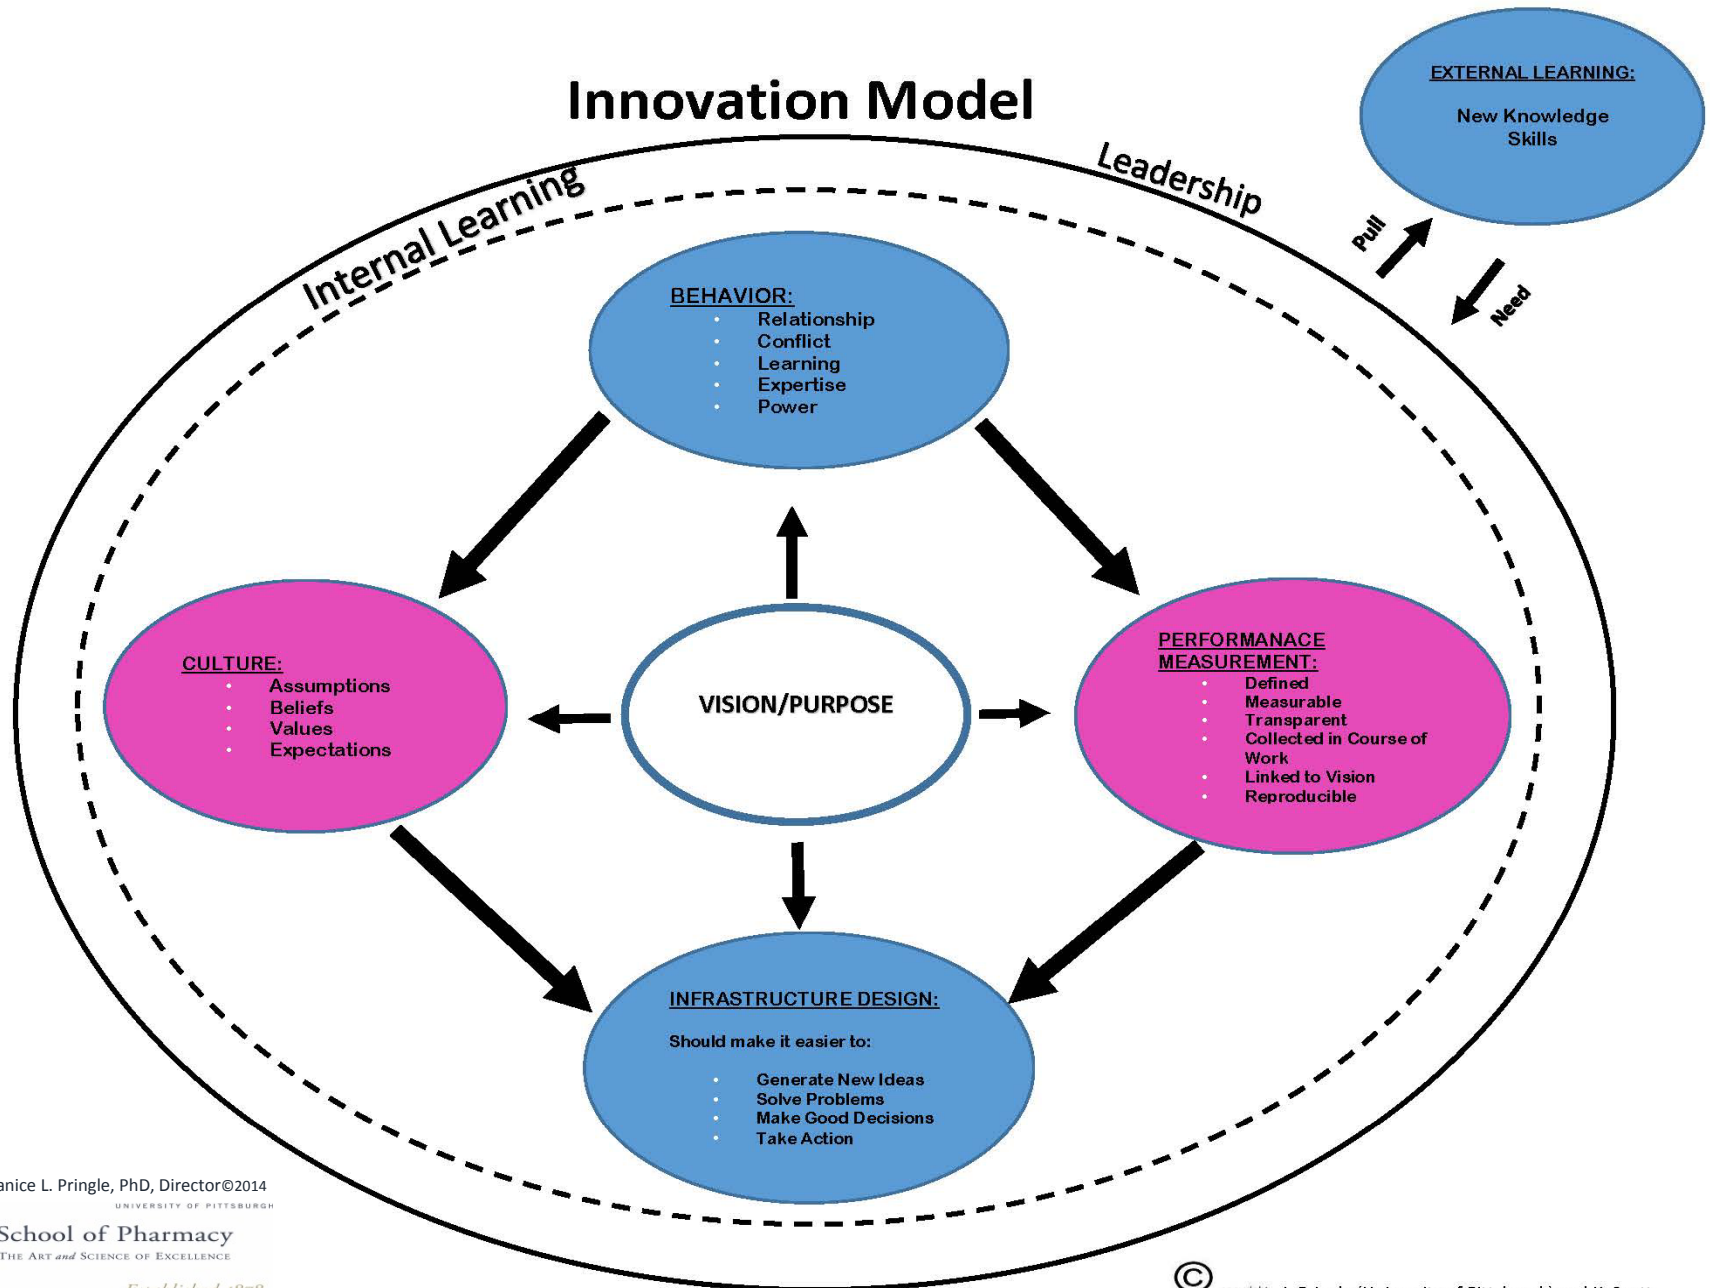 Innovation Model
EXTERNAL LEARNING:
New Knowledge
Skills
Leadership
Internal Learning
Pull
Need
BEHAVIOR:
• Relationship
• Conflict
• Learning
• Expertise
• Power
CULTURE:
• Assumptions
• Beliefs
• Values
• Expectations
VISION/PURPOSE
PERFORMANACE
MEASUREMENT:
• Defined
• Measurable
• Transparent
• Collected in Course of
Work
• Linked to Vision
• Reproducible
INFRASTRUCTURE DESIGN:
Should make it easier to:
• Generate New Ideas
• Solve Problems
• Make Good Decisions
• Take Action
anice L. Pringle, PhD, Director©2014
UNIVERSITY OF PITTSBURGH
School of Pharmacy
THE ART and SCIENCE OF EXCELLENCE
©